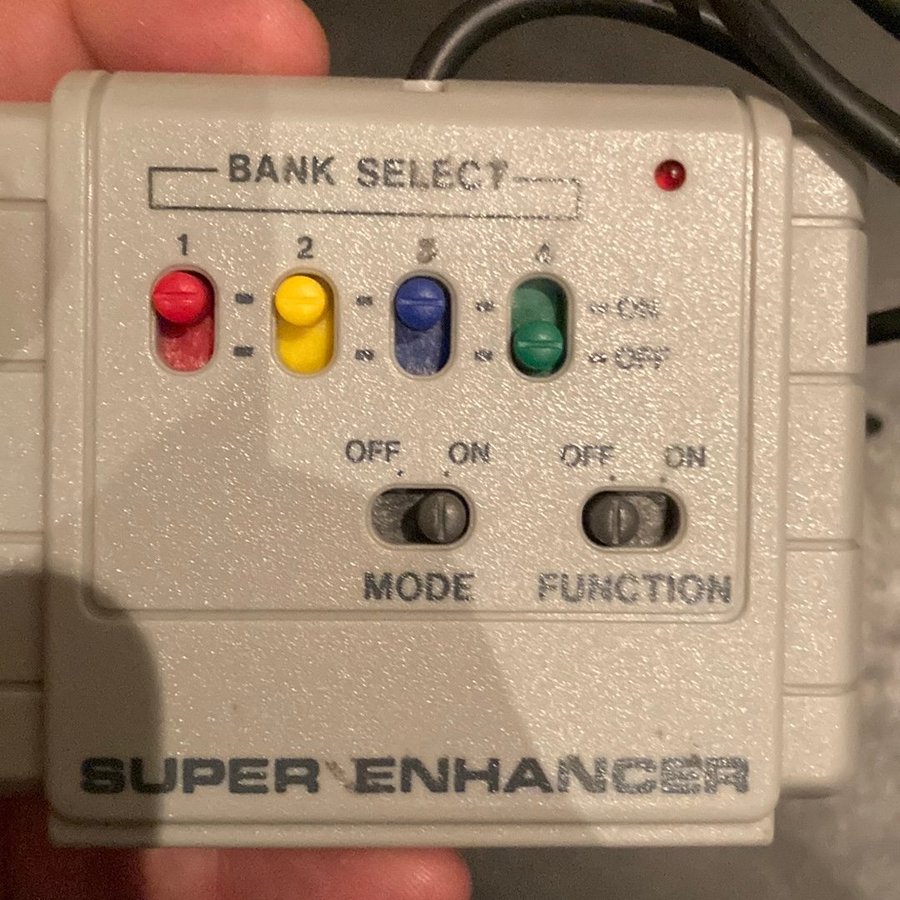 BANK SELECT
1 2 3 4
ON
OFF
OFF ON OFF ON
MODE FUNCTION
SUPER ENHANCER